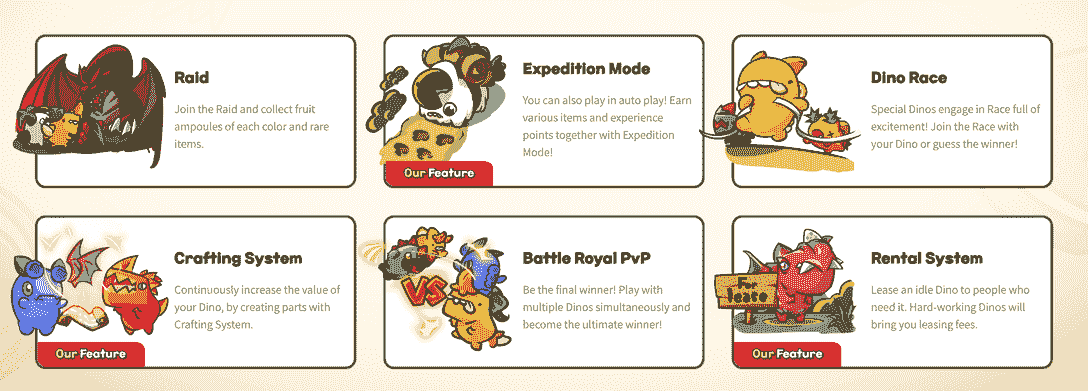 Raid
Join the Raid and collect fruit
ampoules of each color and rare
items.
Expedition Mode
You can also play in auto play! Earn
various items and experience
points together with Expedition
Mode!
Our Feature
Dino Race
Special Dinos engage in Race full of
excitement! Join the Race with
your Dino or guess the winner!
Crafting System
Continuously increase the value of
your Dino, by creating parts with
Crafting System.
Our Feature
Battle Royal PvP
Be the final winner! Play with
multiple Dinos simultaneously and
become the ultimate winner!
VS
Rental System
Lease an idle Dino to people who
need it. Hard-working Dinos will
bring you leasing fees.
For
lease
Our Feature